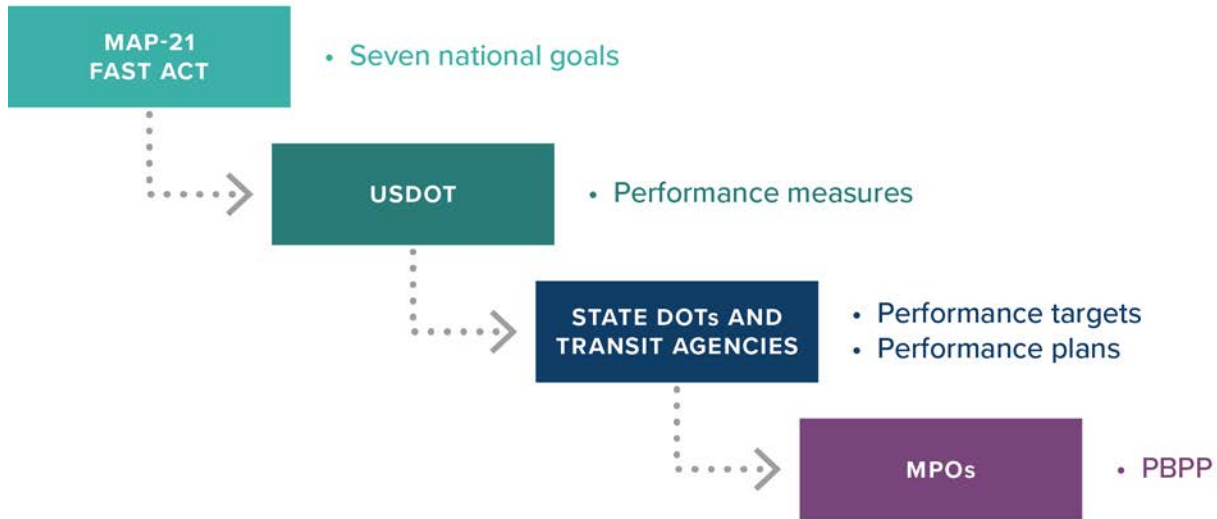 MAP-21
FAST ACT
• Seven national goals
USDOT
• Performance measures
STATE DOTs AND
TRANSIT AGENCIES
• Performance targets
• Performance plans
MPOs
• PBPP